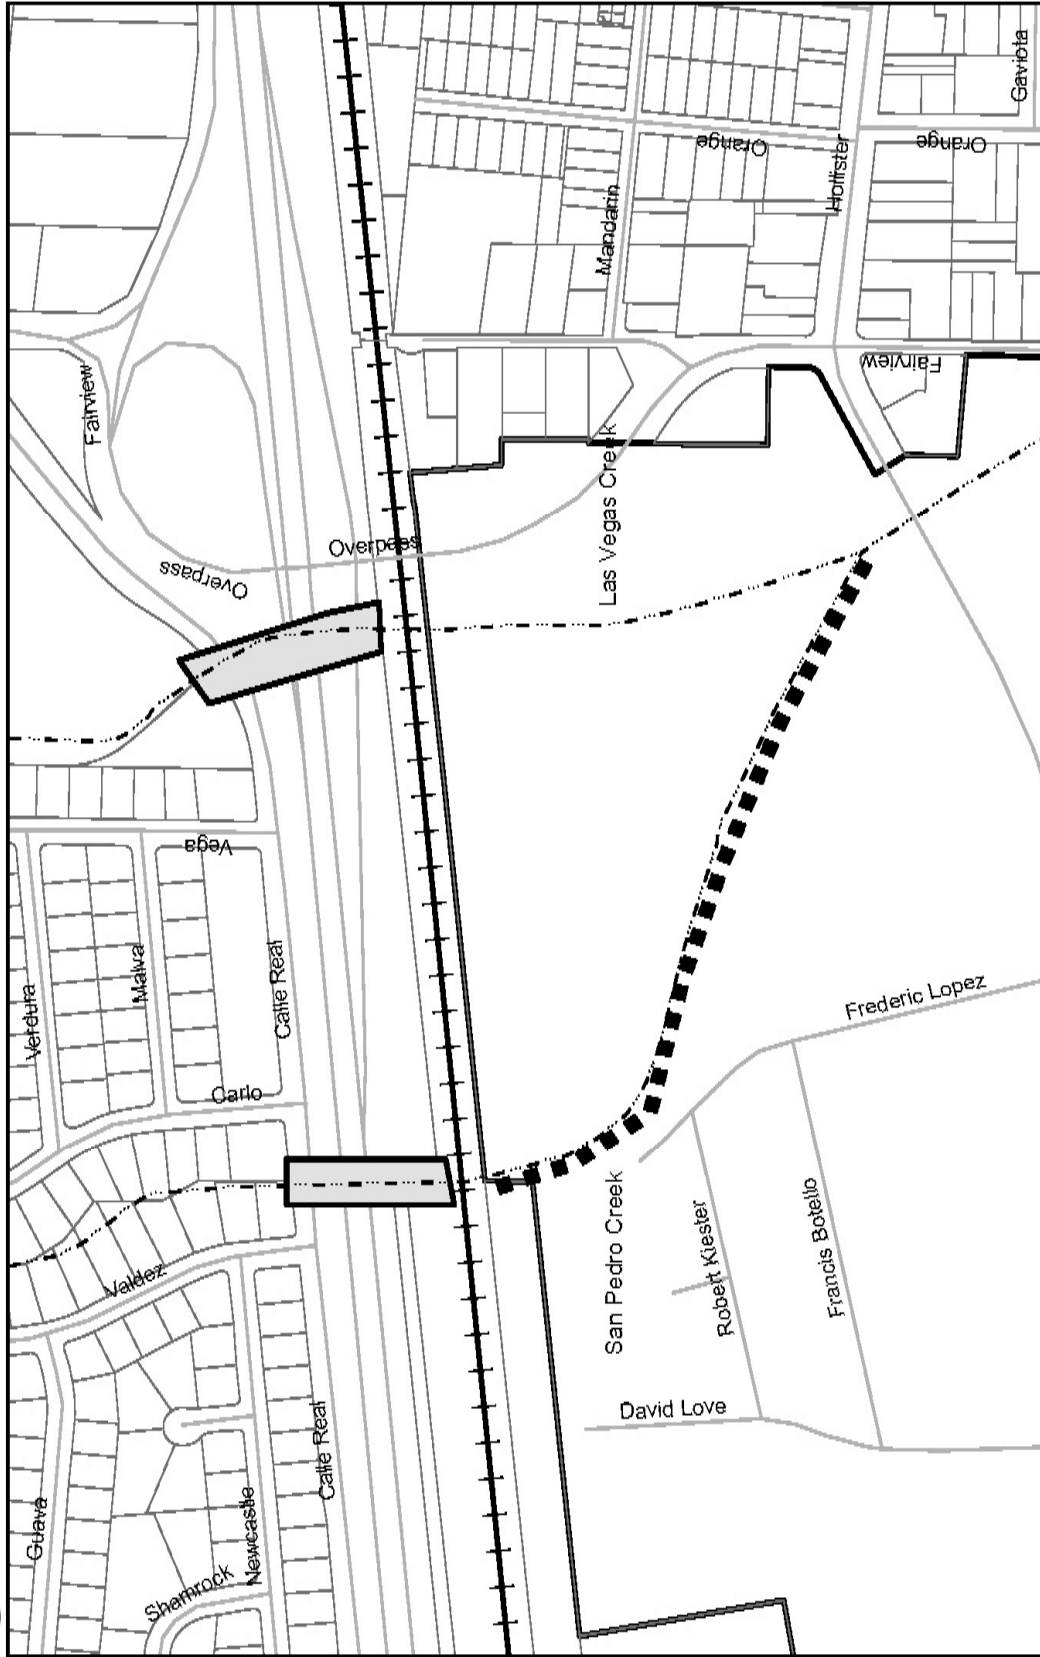 Gaviota
Orange
Orange
Hollister
Mandarin
Fairview
Fairview
Las Vegas Creek
Overpass
Overpass
Vega
Calle Real
Malva
Verdura
Carlo
Frederic Lopez
San Pedro Creek
Robert Kiester
Francis Botello
Valdez
David Love
Calle Real
Newcastle
Guava
Shamrock